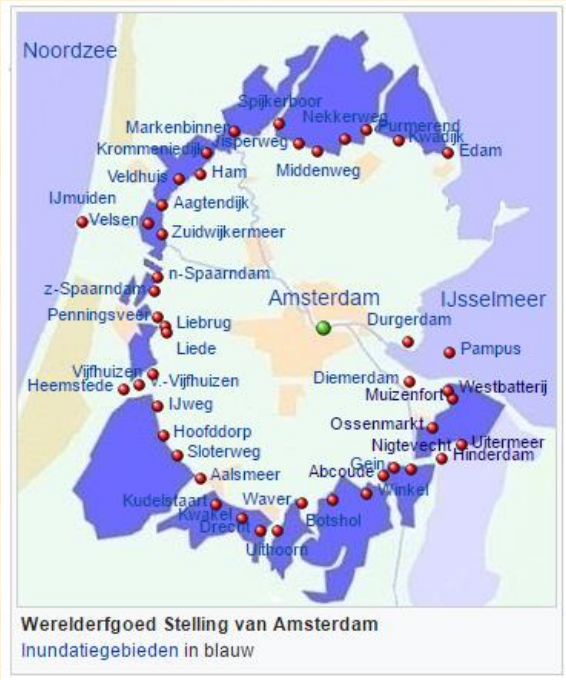 Noordzee
Spijkerboor
Nekkerweg
Markenbinnen
Jisperweg
Purmerend
Kwadijk
Krommeniedijk
Edam
Veldhuis
Ham
Middenweg
IJmuiden
Aagtendijk
Velsen
Zuidwijkermeer
n-Spaarndam
z-Spaarndam
Amsterdam
IJsselmeer
Penningsveer
Liebrug
Durgerdam
Liede
Pampus
Vijfhuizen
Heemstede
v.-Vijfhuizen
Diemerdam
Westbatterij
Muizenfort
IJweg
Ossenmarkt
Hoofddorp
Nigtevecht
Uitermeer
Sloterweg
Hinderdam
Gein
Abcoude
Aalsmeer
Winkel
Kudelstaart
Waver
Kwakel
Botshol
Drecht
Uithoorn
Werelderfgoed Stelling van Amsterdam
Inundatiegebieden in blauw